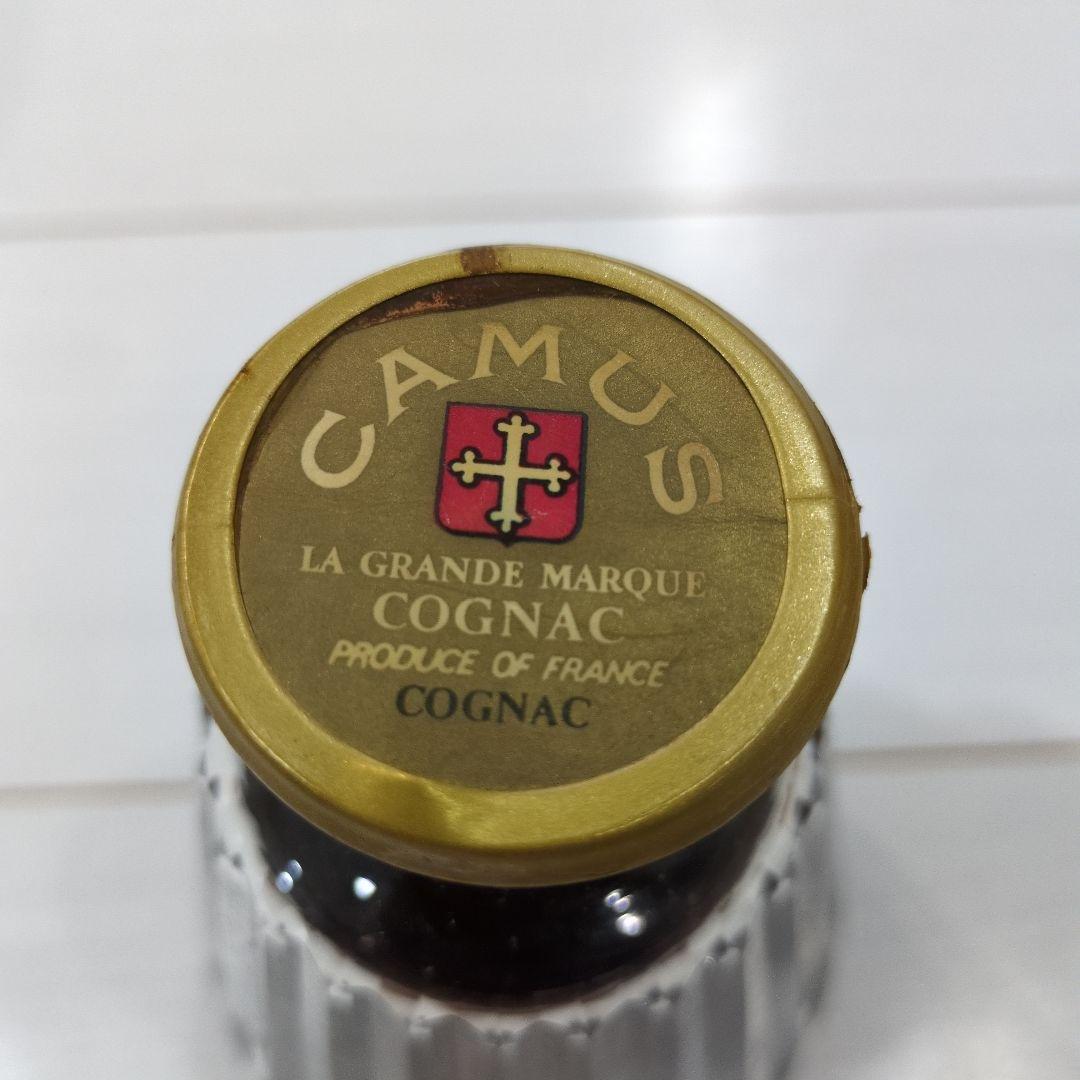 CAMUS
LA GRANDE MARQUE
COGNAC
PRODUCE OF FRANCE
COGNAC